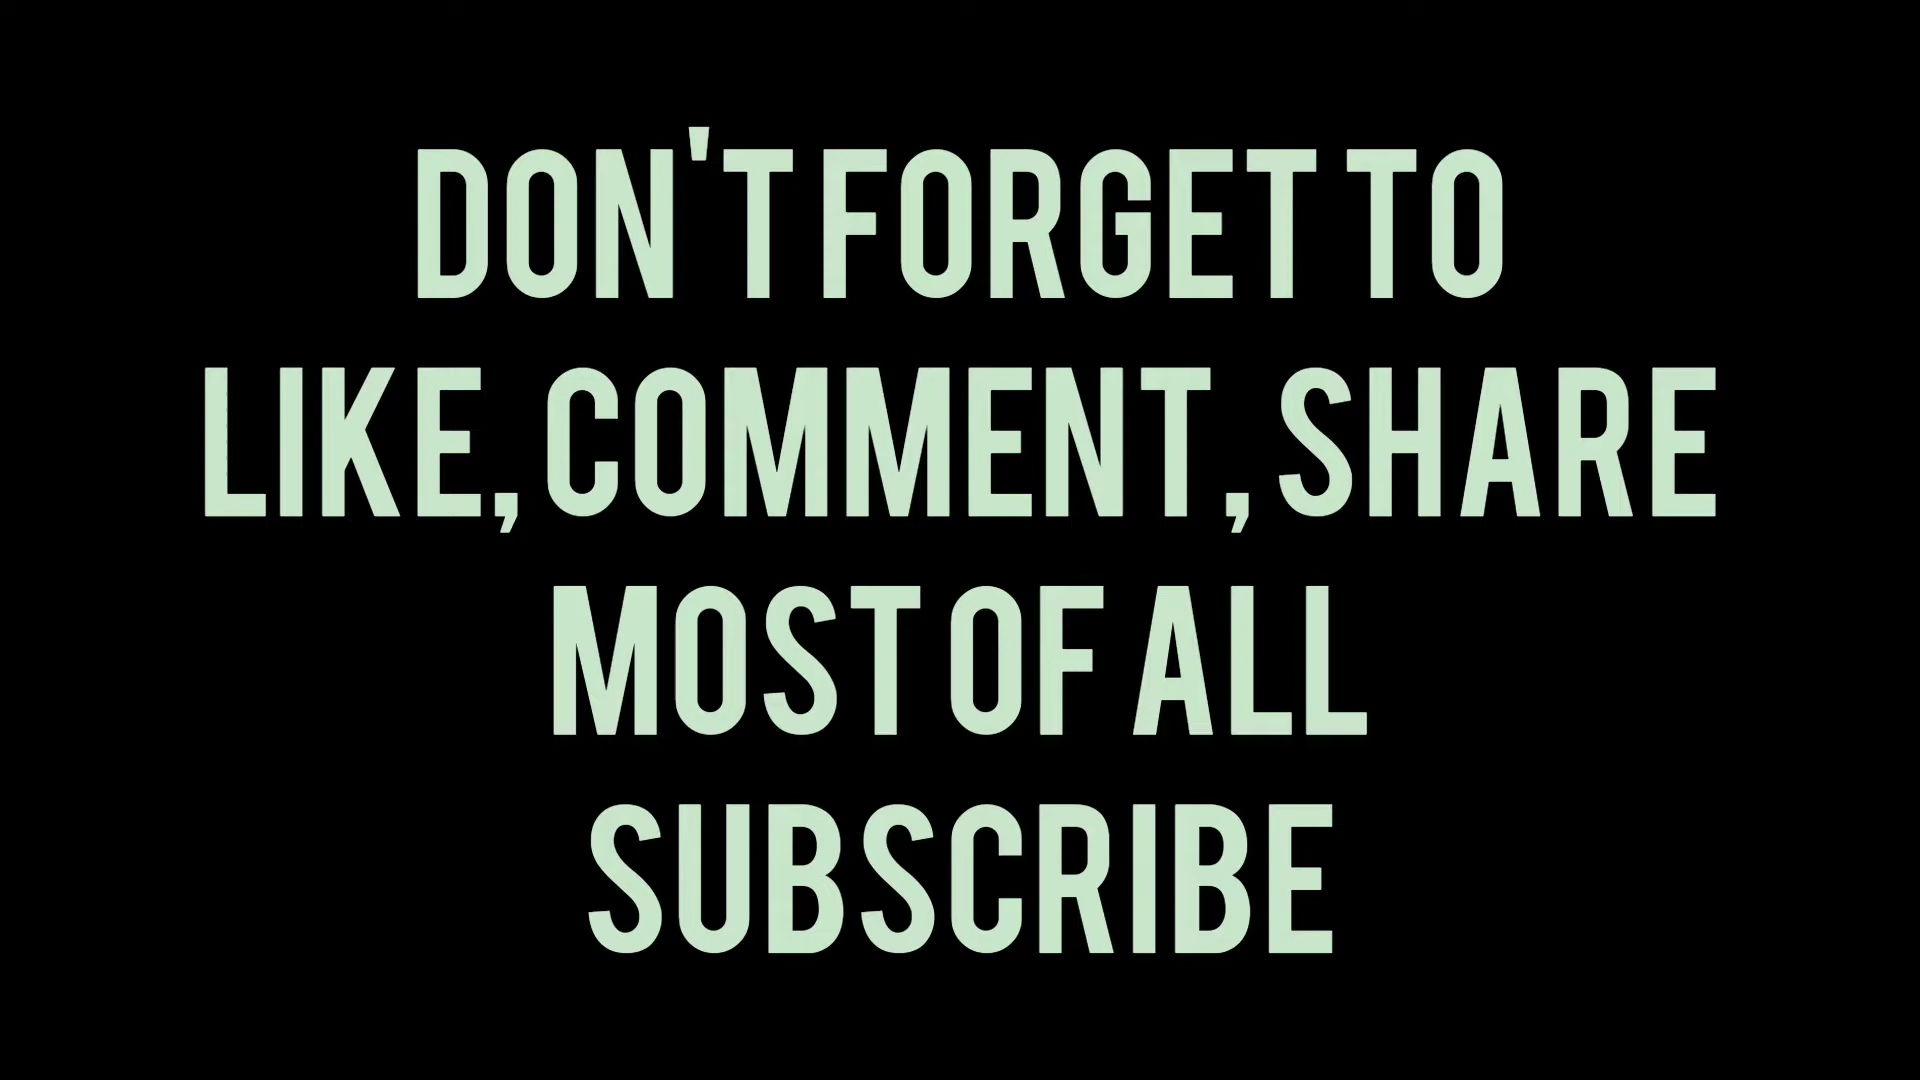 DON'T FORGET TO
LIKE, COMMENT, SHARE
MOST OF ALL
SUBSCRIBE